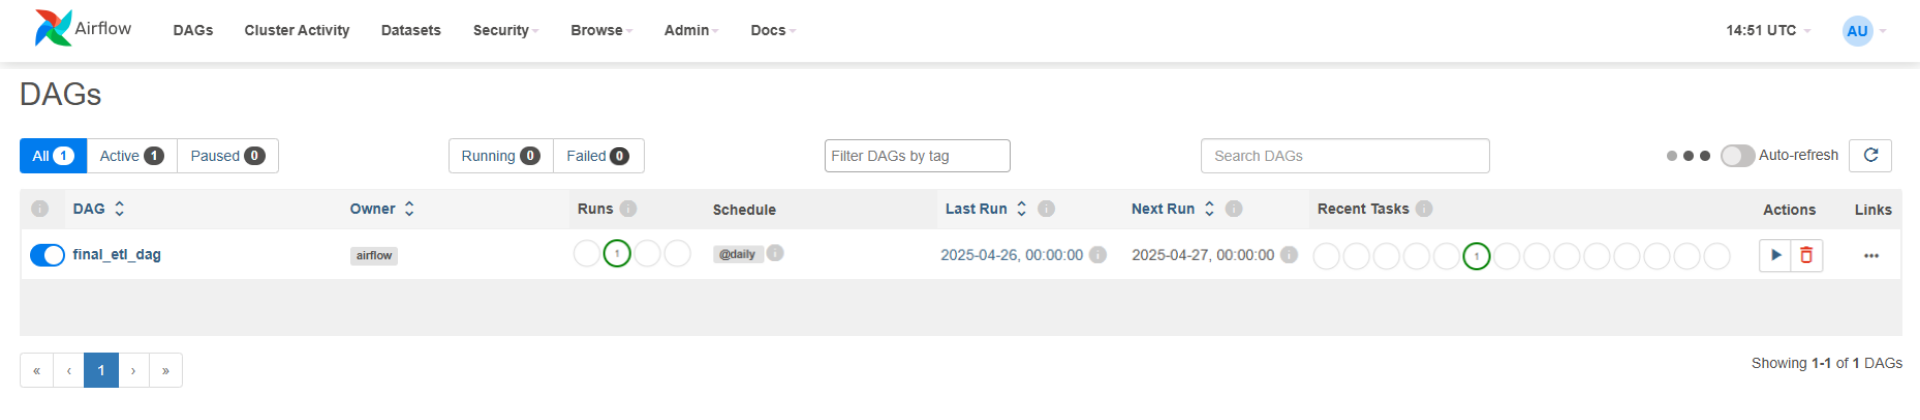 Airflow DAGs Cluster Activity Datasets Security Browse Admin Docs 14:51 UTC AU
DAGs
All 1 Active 1 Paused 0 Running 0 Failed 0 Filter DAGs by tag Search DAGs Auto-refresh
i DAG Owner Runs i Schedule Last Run i Next Run i Recent Tasks i Actions Links
final_etl_dag airflow 1 @daily i 2025-04-26, 00:00:00 i 2025-04-27, 00:00:00 i 1 •••
« ‹ 1 › » Showing 1-1 of 1 DAGs